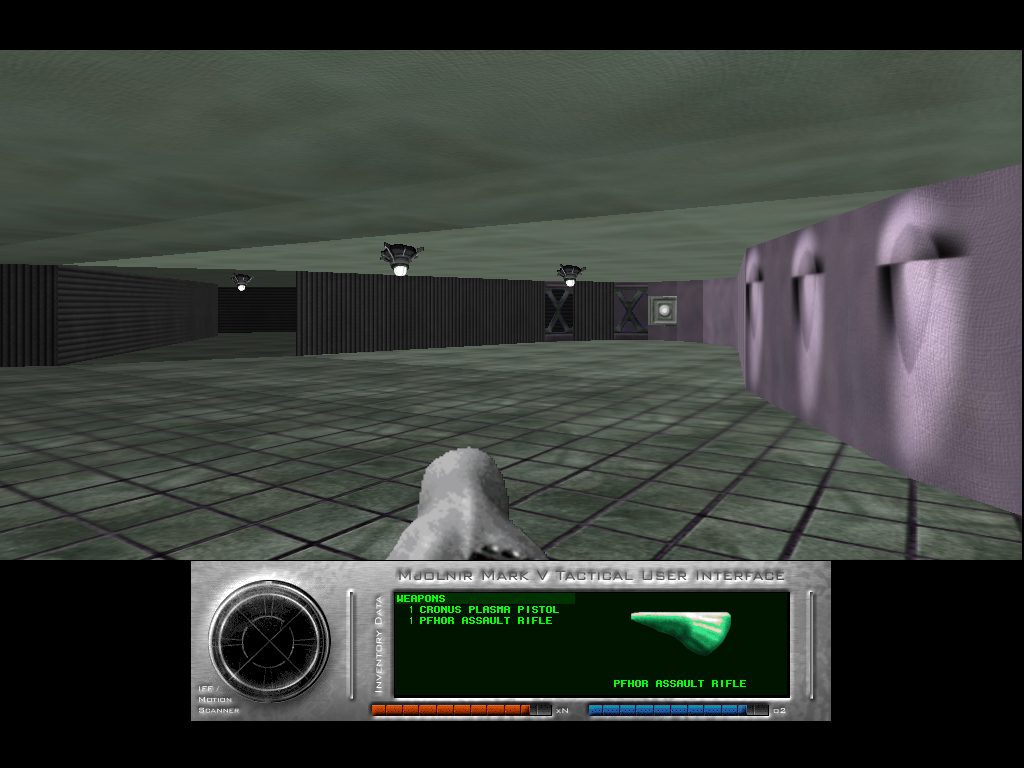 Mjolnir Mark V Tactical User Interface
Inventory Data
WEAPONS
1 CRONUS PLASMA PISTOL
1 PFHOR ASSAULT RIFLE
PFHOR ASSAULT RIFLE
IFF /
Motion
Scanner
xN
o2